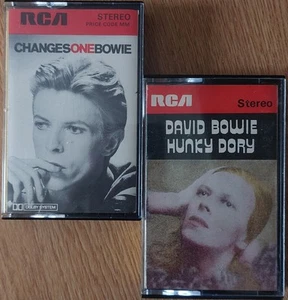 RCA
STEREO
CHANGESONEBOWIE
DOLBY SYSTEM
RCA
Stereo
DAVID BOWIE
HUNKY DORY